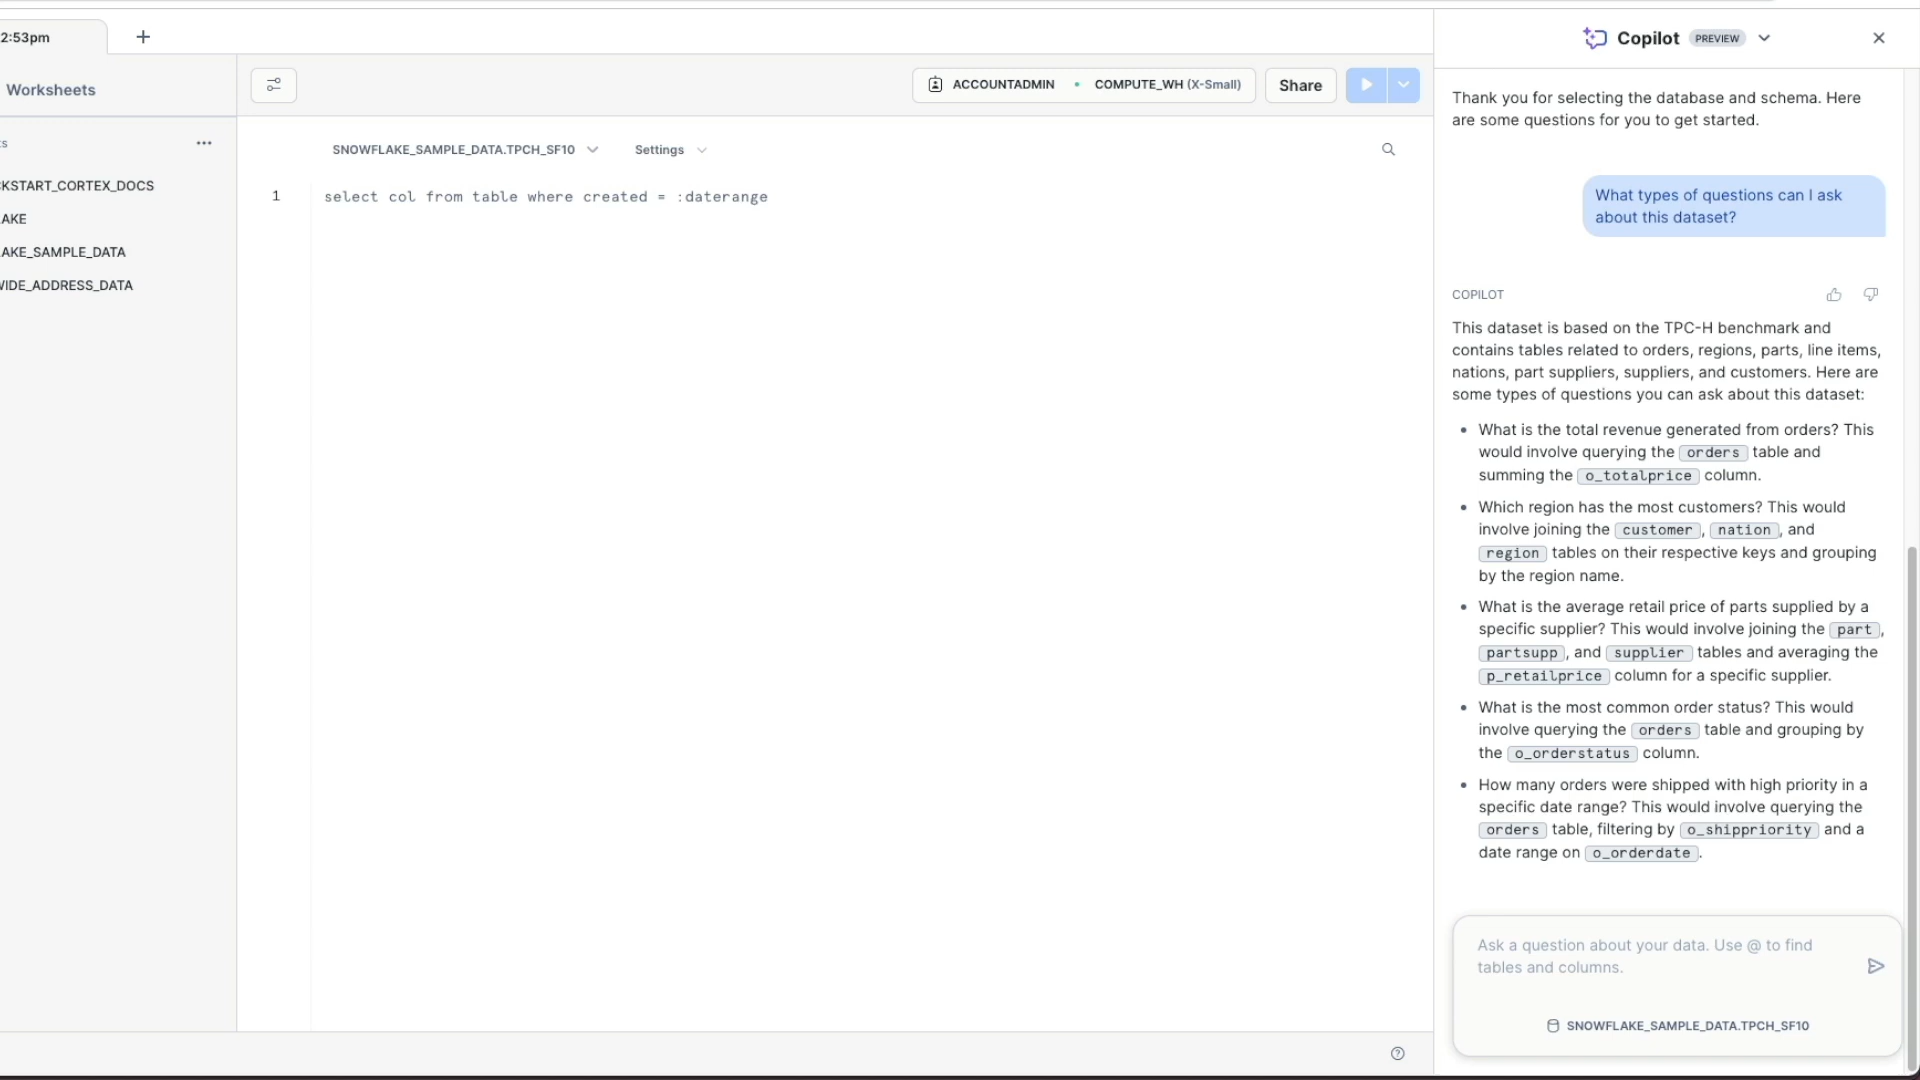 2:53pm
+
Worksheets
ACCOUNTADMIN • COMPUTE_WH (X-Small)
Share
Copilot PREVIEW
ts
...
KSTART_CORTEX_DOCS
AKE
AKE_SAMPLE_DATA
IDE_ADDRESS_DATA
SNOWFLAKE_SAMPLE_DATA.TPCH_SF10
Settings
1 select col from table where created = :daterange
Thank you for selecting the database and schema. Here
are some questions for you to get started.
What types of questions can I ask
about this dataset?
COPILOT
This dataset is based on the TPC-H benchmark and
contains tables related to orders, regions, parts, line items,
nations, part suppliers, suppliers, and customers. Here are
some types of questions you can ask about this dataset:
• What is the total revenue generated from orders? This
would involve querying the orders table and
summing the o_totalprice column.
• Which region has the most customers? This would
involve joining the customer, nation, and
region tables on their respective keys and grouping
by the region name.
• What is the average retail price of parts supplied by a
specific supplier? This would involve joining the part,
partsupp, and supplier tables and averaging the
p_retailprice column for a specific supplier.
• What is the most common order status? This would
involve querying the orders table and grouping by
the o_orderstatus column.
• How many orders were shipped with high priority in a
specific date range? This would involve querying the
orders table, filtering by o_shippriority and a
date range on o_orderdate.
Ask a question about your data. Use @ to find
tables and columns.
SNOWFLAKE_SAMPLE_DATA.TPCH_SF10